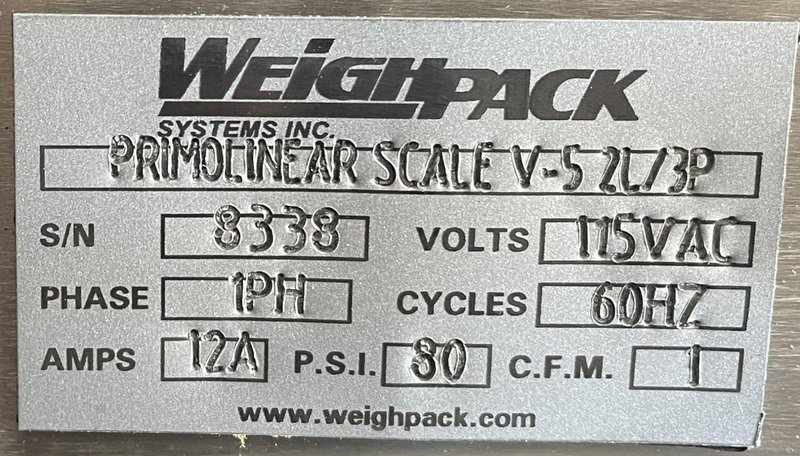 WEIGHPACK
SYSTEMS INC.
PRIMOLINEAR SCALE V-5 2L/3P
S/N 8338 VOLTS 115VAC
PHASE 1PH CYCLES 60HZ
AMPS 12A P.S.I. 80 C.F.M. 1
www.weighpack.com